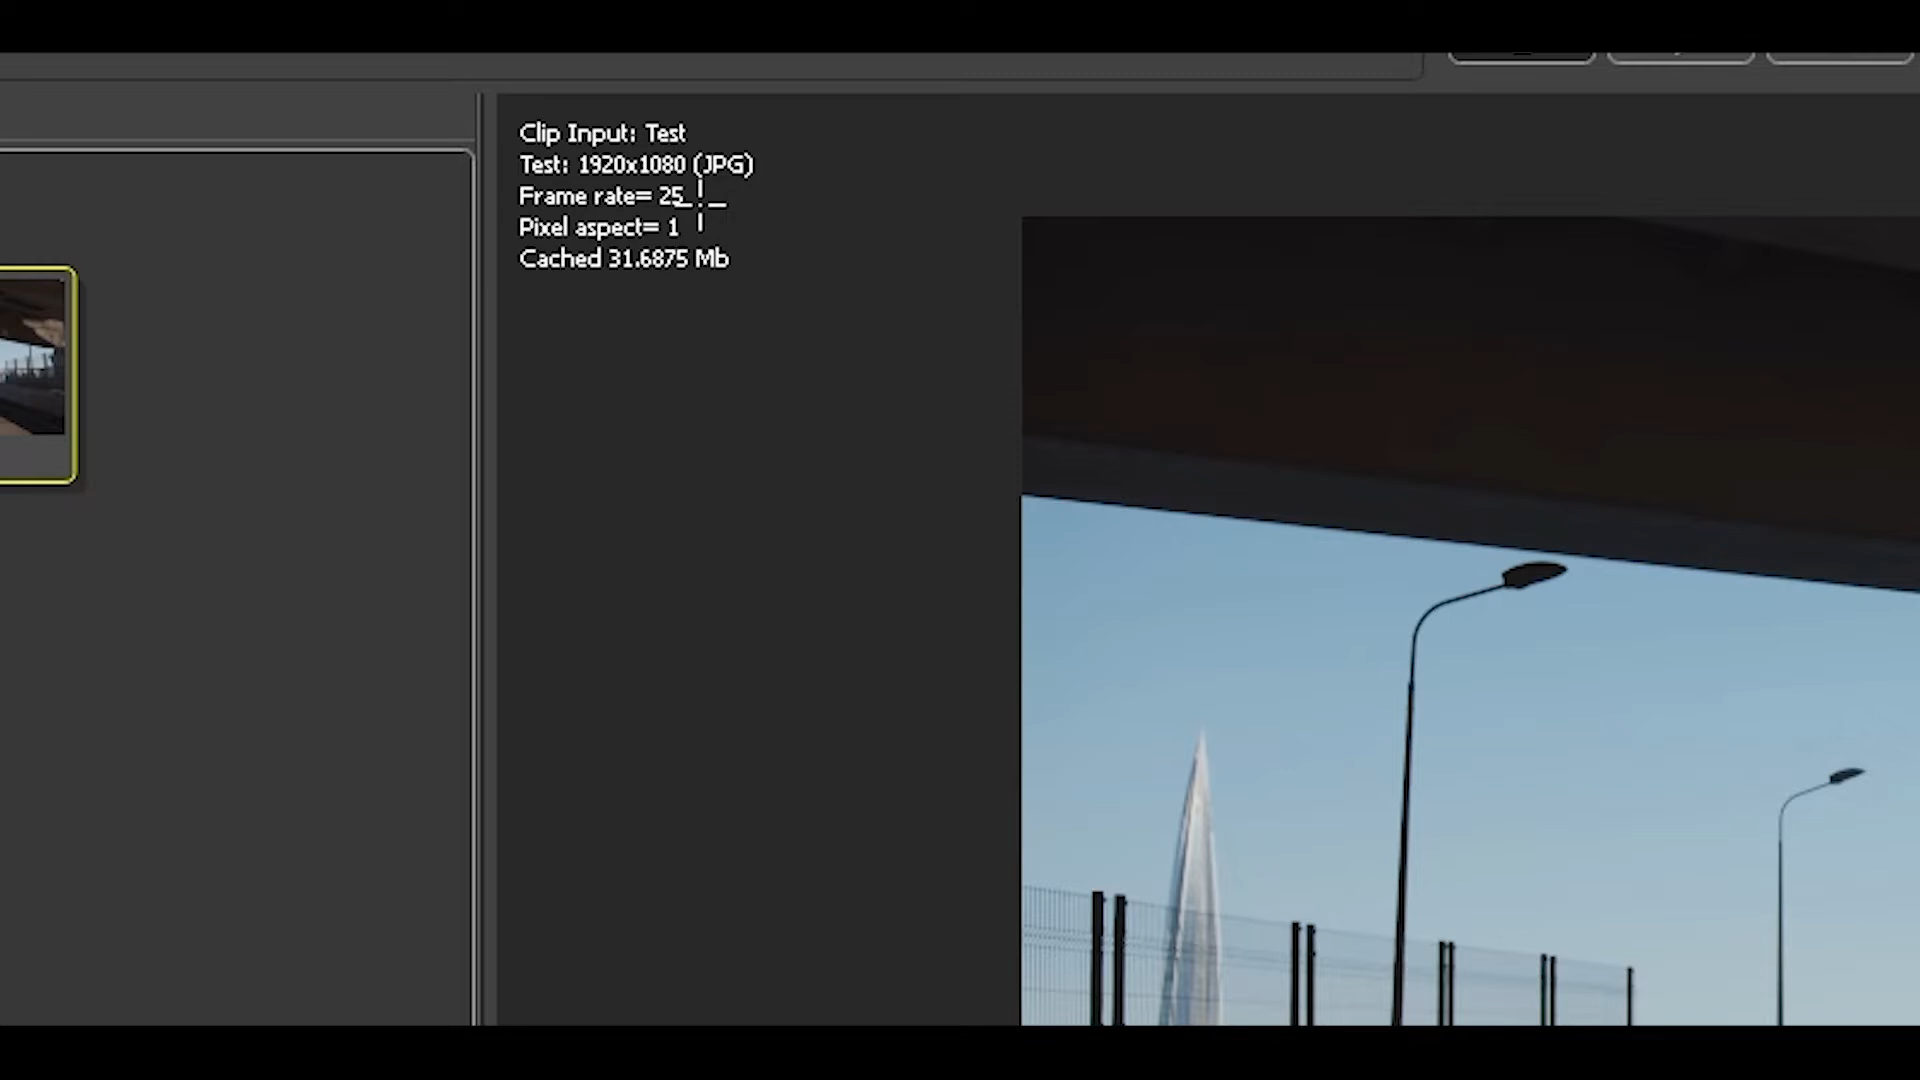 Clip Input: Test
Test: 1920x1080 (JPG)
Frame rate= 25
Pixel aspect= 1
Cached 31.6875 Mb